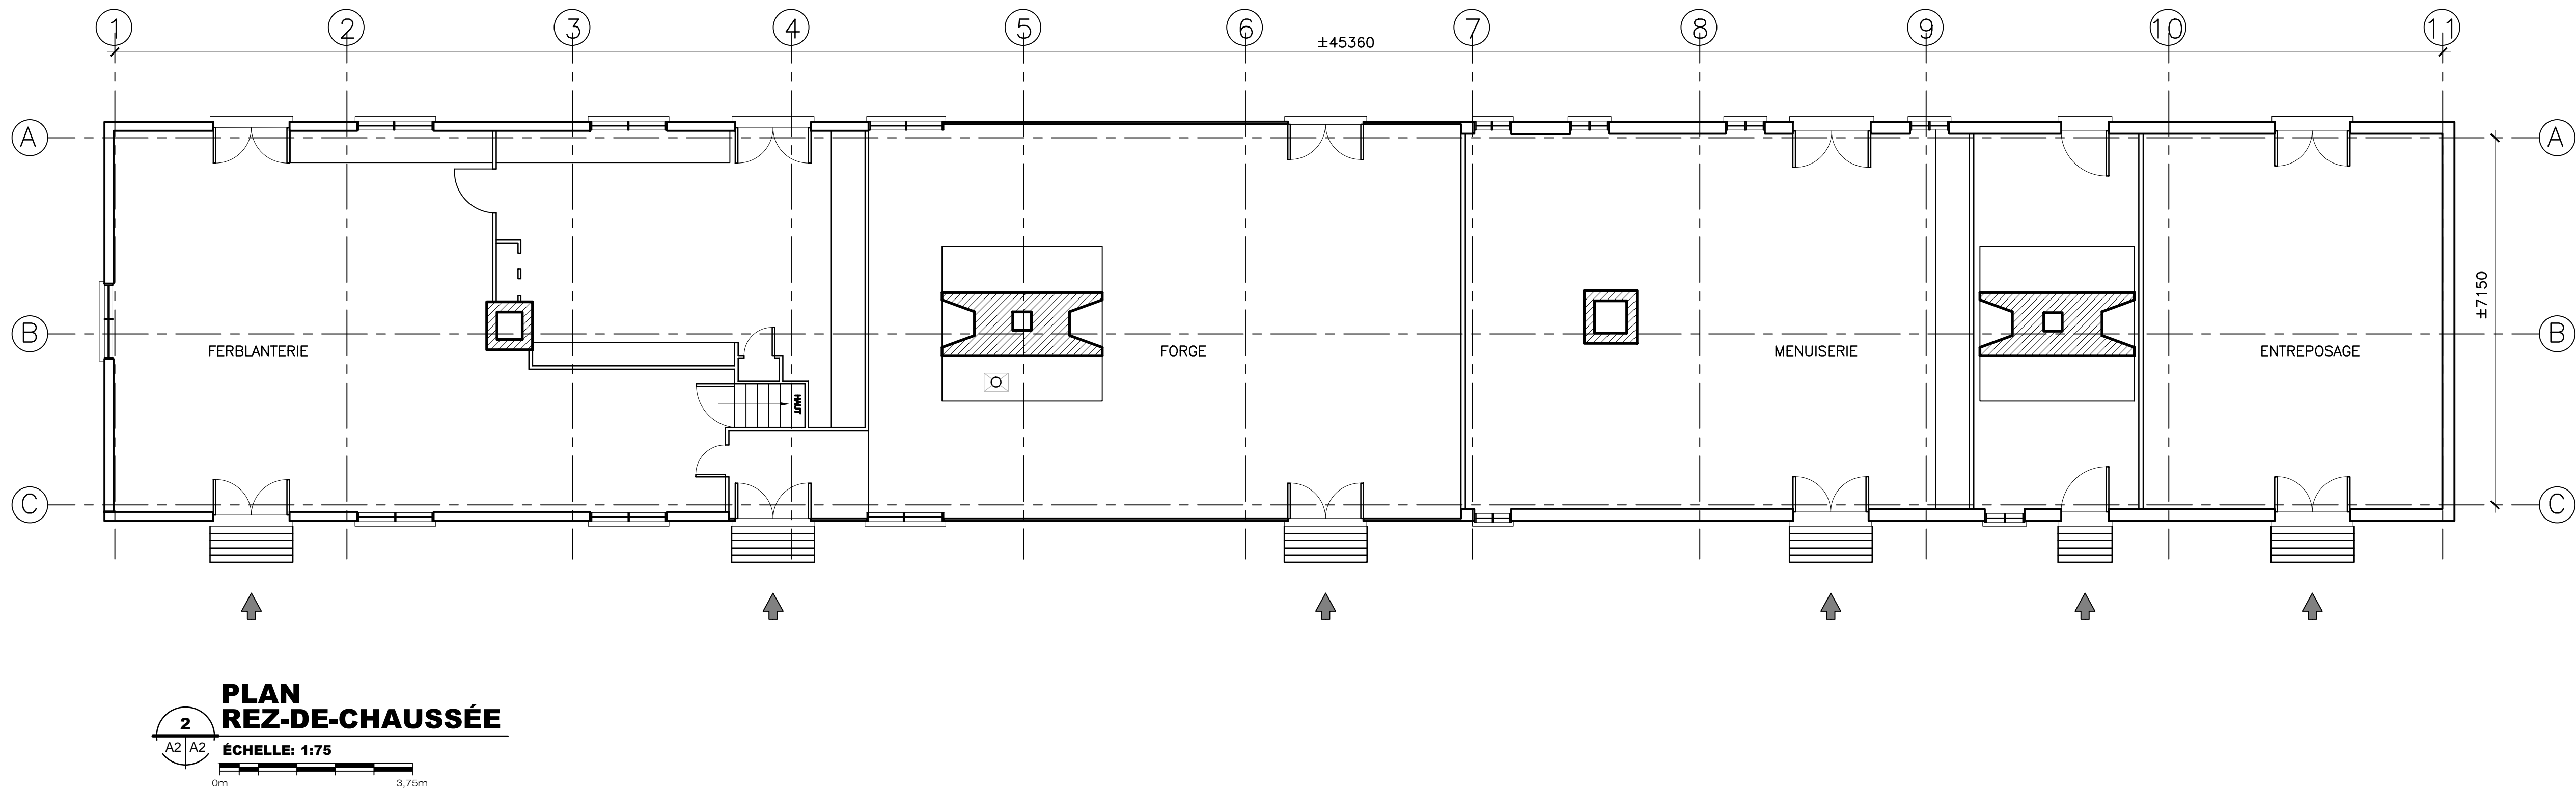 1 2 3 4 5 6 7 8 9 10 11
±45360
A A
±7150
B B
FERBLANTERIE FORGE MENUISERIE ENTREPOSAGE
HAUT
C C
PLAN
REZ-DE-CHAUSSÉE
2
A2 A2
ÉCHELLE: 1:75
0m 3,75m